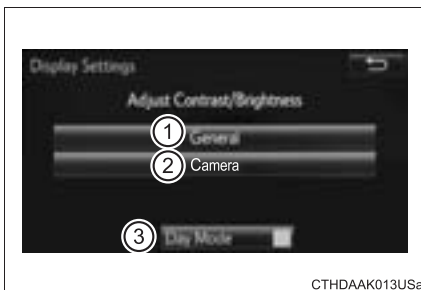 Display Settings
Adjust Contrast/Brightness
1 General
2 Camera
3 Day Mode
CTHDAAK013USa